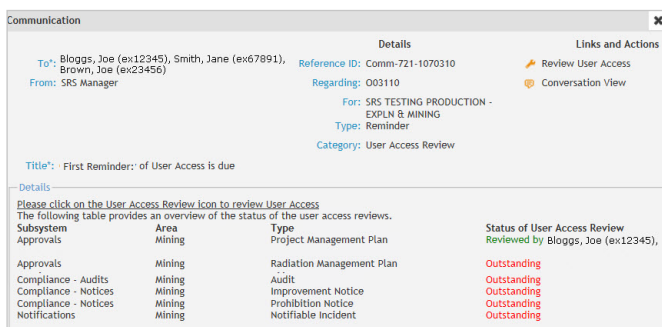 Communication
Details
Links and Actions
To*: Bloggs, Joe (ex12345), Smith, Jane (ex67891), Brown, Joe (ex23456)
Reference ID: Comm-721-1070310
Review User Access
From: SRS Manager
Regarding: O03110
Conversation View
For: SRS TESTING PRODUCTION - EXPLN & MINING
Type: Reminder
Category: User Access Review
Title*: First Reminder: of User Access is due
Details
Please click on the User Access Review icon to review User Access
The following table provides an overview of the status of the user access reviews.
Subsystem Area Type Status of User Access Review
Approvals Mining Project Management Plan Reviewed by Bloggs, Joe (ex12345),
Approvals Mining Radiation Management Plan Outstanding
Compliance - Audits Mining Audit Outstanding
Compliance - Notices Mining Improvement Notice Outstanding
Compliance - Notices Mining Prohibition Notice Outstanding
Notifications Mining Notifiable Incident Outstanding